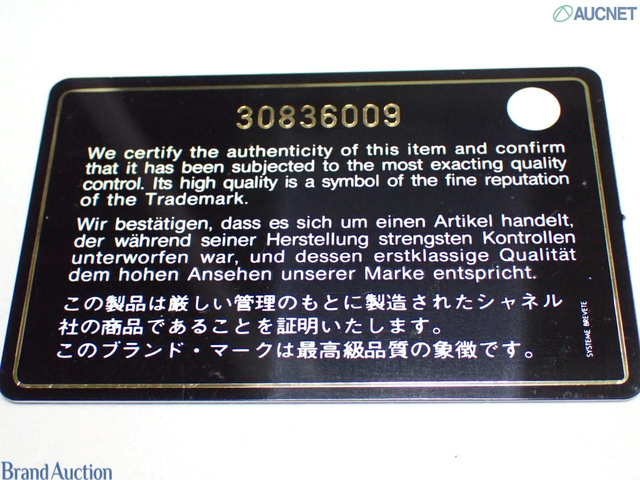 AUCNET
30836009
We certify the authenticity of this item and confirm
that it has been subjected to the most exacting quality
control. Its high quality is a symbol of the fine reputation
of the Trademark.
Wir bestätigen, dass es sich um einen Artikel handelt,
der während seiner Herstellung strengsten Kontrollen
unterworfen war, und dessen erstklassige Qualität
dem hohen Ansehen unserer Marke entspricht.
この製品は厳しい管理のもとに製造されたシャネル
社の商品であることを証明いたします。
このブランド・マークは最高級品質の象徴です。
SYSTEME BREVETE
Brand Auction